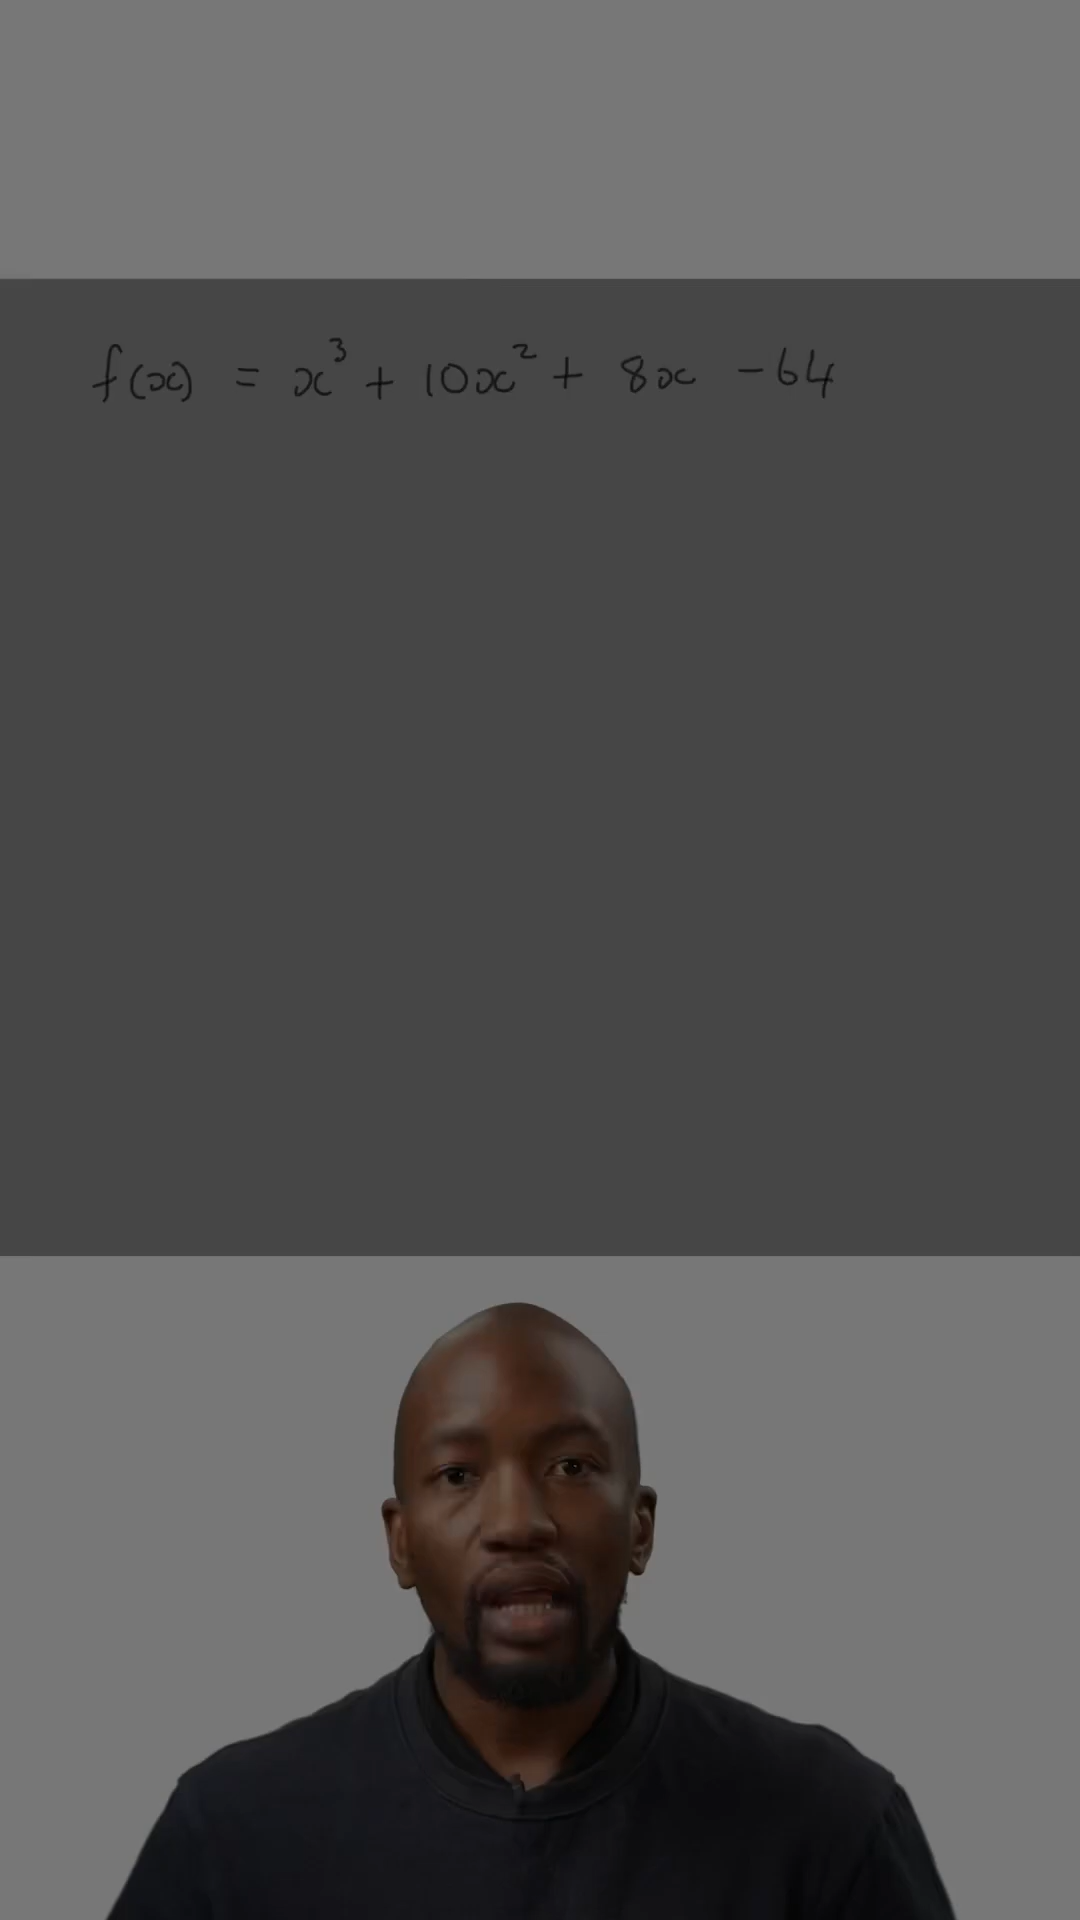 f(x) = x³ + 10x² + 8x - 64